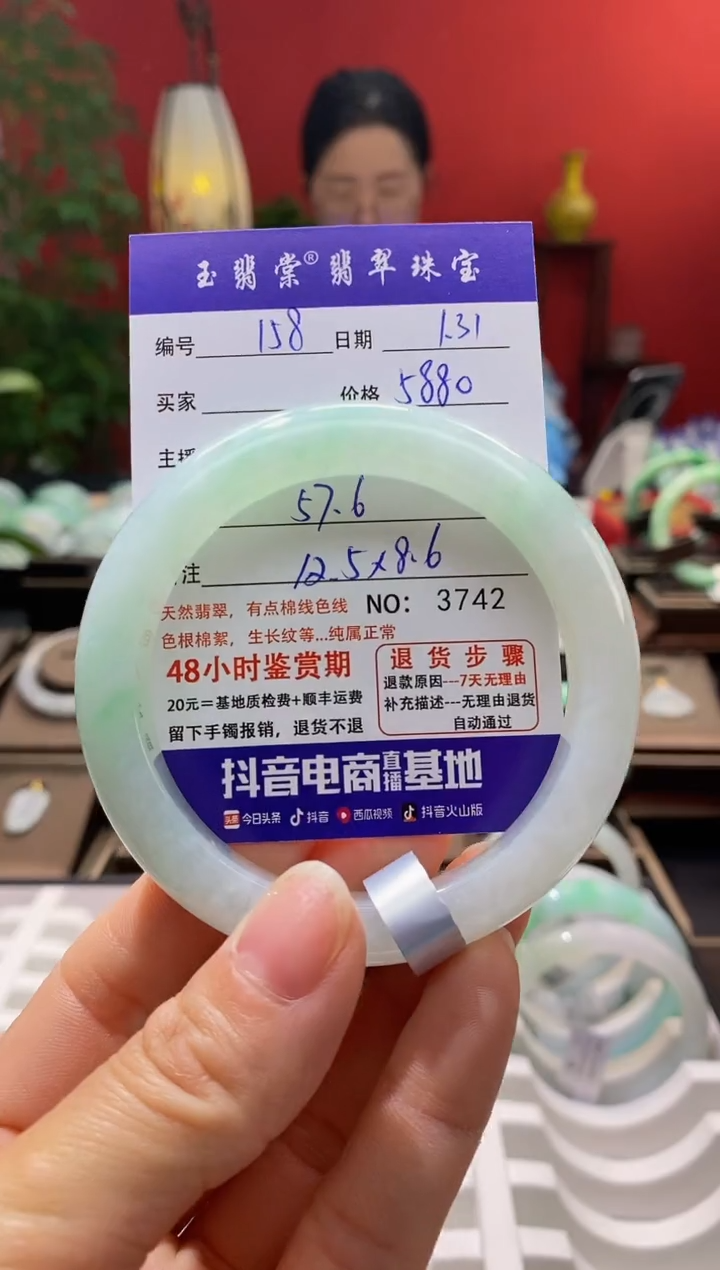 玉翡棠®翡翠珠宝
编号 158 日期 1.31
买家 价格 5880
主播
57.6
注 12.5x8.6
天然翡翠，有点棉线色线 NO： 3742
色根棉絮，生长纹等...纯属正常
48小时鉴赏期
20元＝基地质检费+顺丰运费
留下手镯报销，退货不退
退货步骤
退款原因---7天无理由
补充描述---无理由退货
自动通过
抖音电商直播基地
头条 今日头条 抖音 西瓜视频 抖音火山版